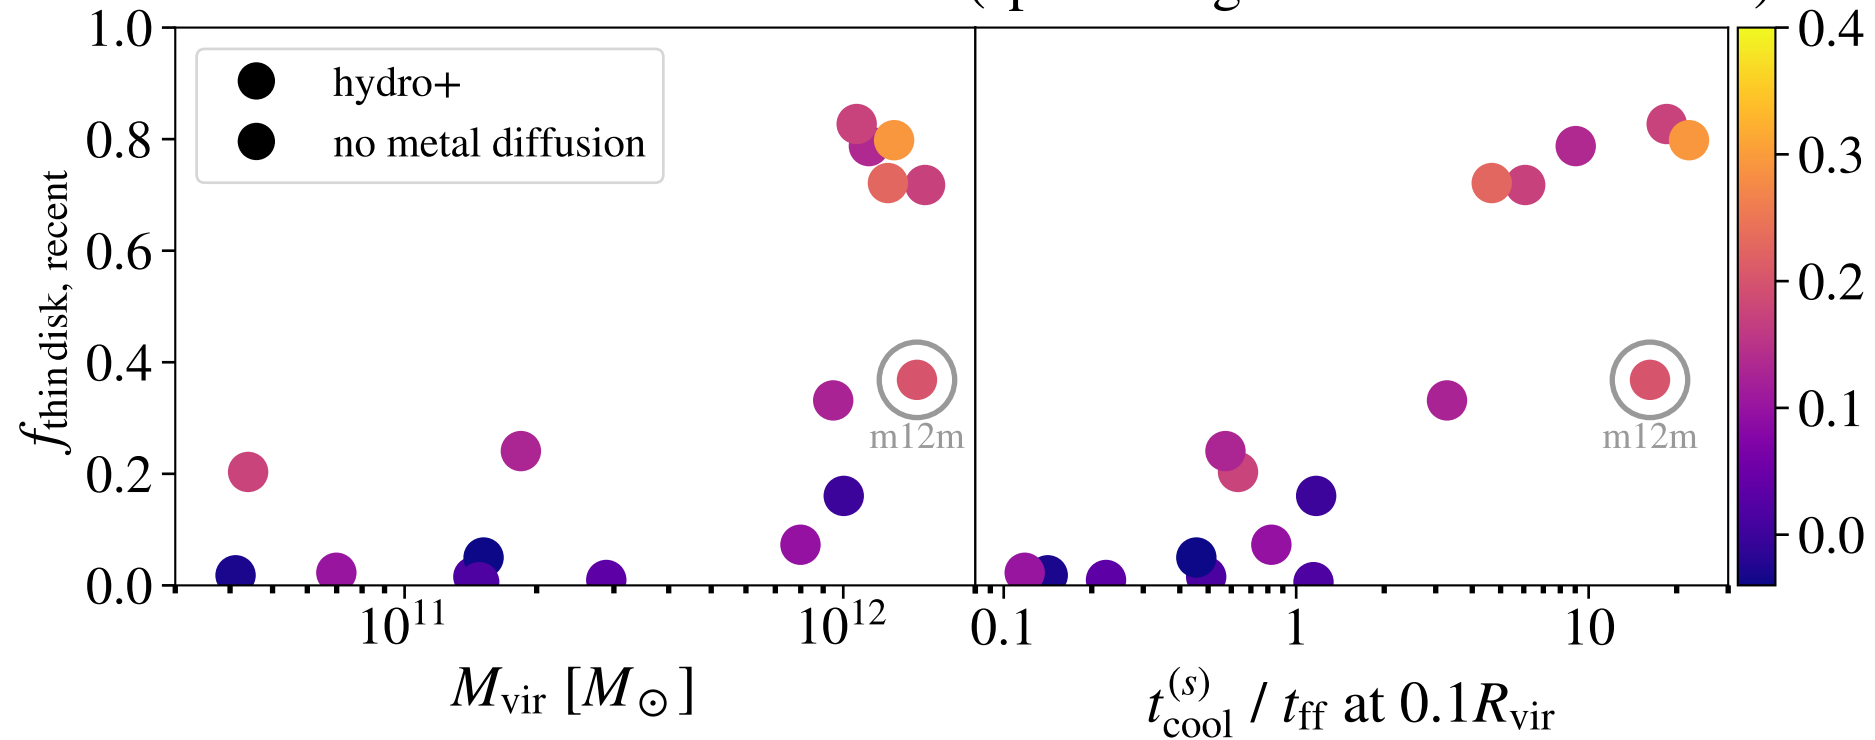 1.0
0.8
0.6
0.4
0.2
0.0
f_thin disk, recent
hydro+
no metal diffusion
m12m
m12m
10^11
10^12
0.1
1
10
M_vir [M_⊙]
t_cool^(s) / t_ff at 0.1R_vir
0.4
0.3
0.2
0.1
0.0